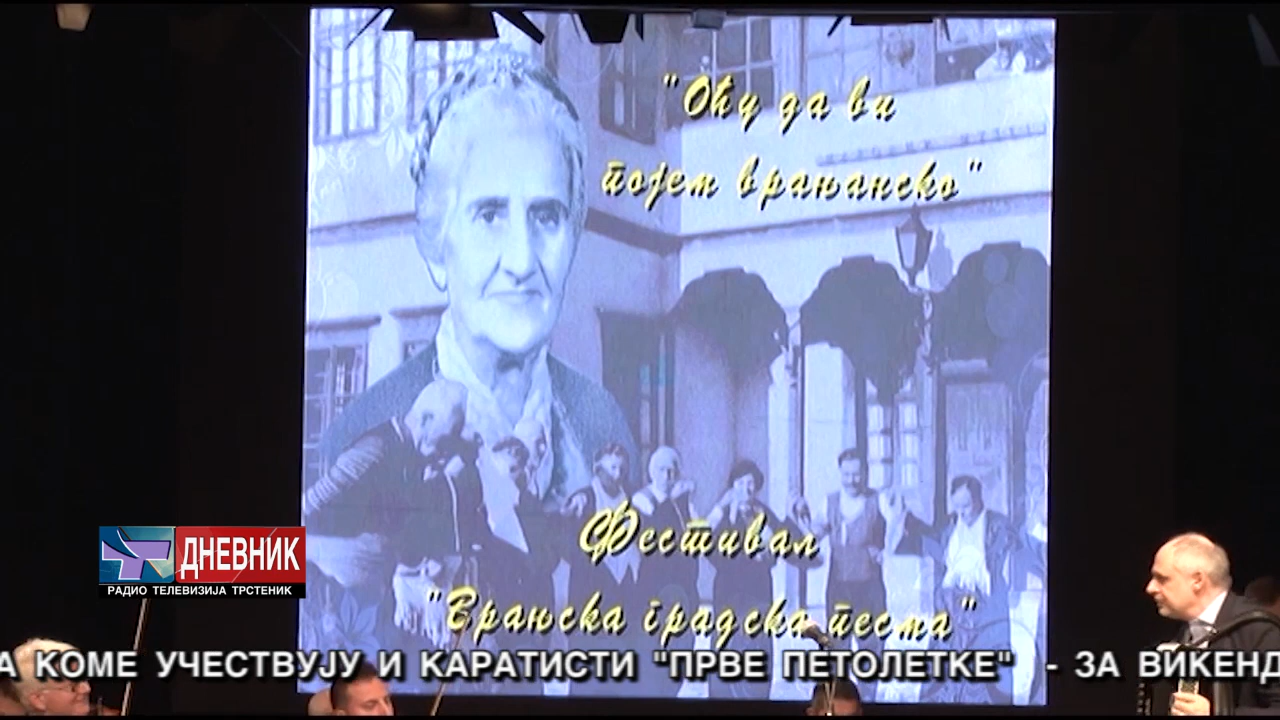 "Оћу да ви
појем врањанско"
Фестивал
"Врањска градска песма"
ДНЕВНИК
РАДИО ТЕЛЕВИЗИЈА ТРСТЕНИК
А КОМЕ УЧЕСТВУЈУ И КАРАТИСТИ "ПРВЕ ПЕТОЛЕТКЕ" - ЗА ВИКЕНД